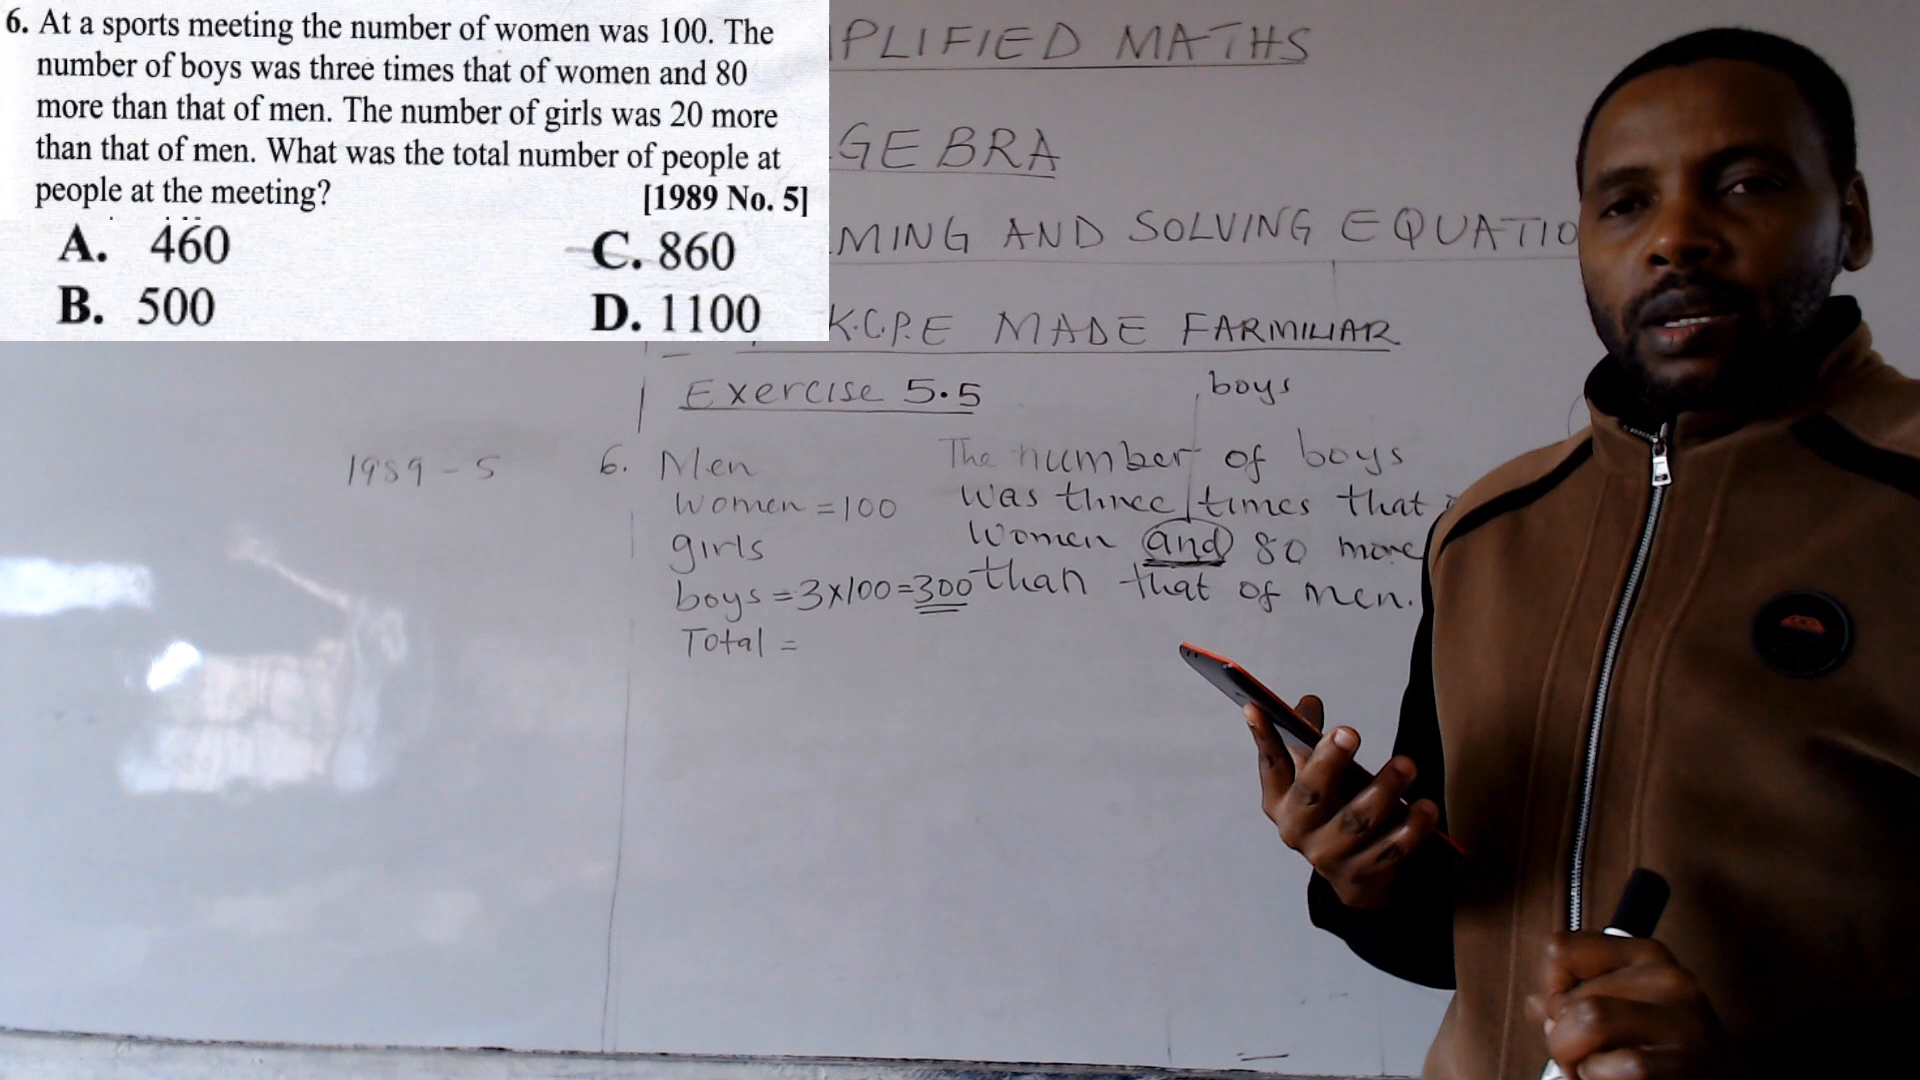 6. At a sports meeting the number of women was 100. The
number of boys was three times that of women and 80
more than that of men. The number of girls was 20 more
than that of men. What was the total number of people at
people at the meeting? [1989 No. 5]
A. 460 C. 860
B. 500 D. 1100
PLIFIED MATHS
GEBRA
MING AND SOLVING EQUATIO
K.C.P.E MADE FARMILIAR
Exercise 5.5
boys
1989 - 5
6. Men
Women = 100
girls
boys = 3x100 = 300
Total =
The number of boys
was three times that
women and 80 more
than that of men.